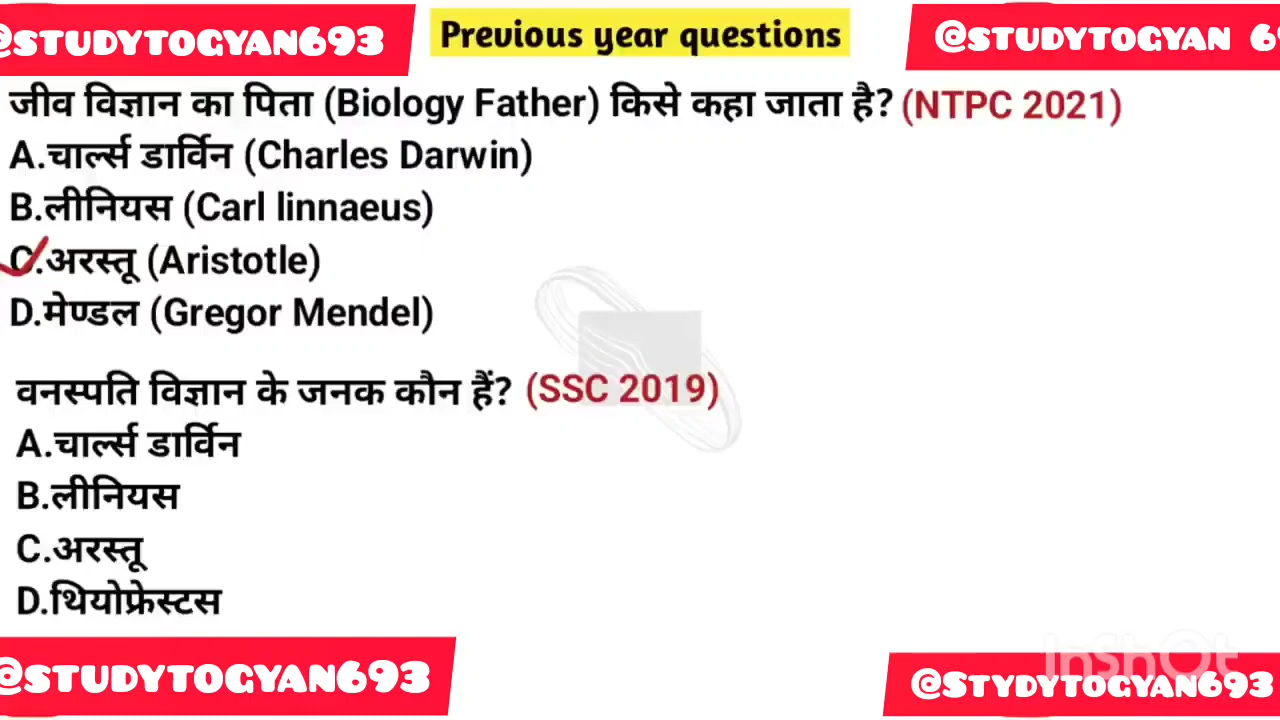 @STUDYTOGYAN693
Previous year questions
@STUDYTOGYAN 69
जीव विज्ञान का पिता (Biology Father) किसे कहा जाता है? (NTPC 2021)
A.चार्ल्स डार्विन (Charles Darwin)
B.लीनियस (Carl linnaeus)
C.अरस्तू (Aristotle)
D.मेण्डल (Gregor Mendel)
वनस्पति विज्ञान के जनक कौन हैं? (SSC 2019)
A.चार्ल्स डार्विन
B.लीनियस
C.अरस्तू
D.थियोफ्रेस्टस
@STUDYTOGYAN693
InShOt
@STYDYTOGYAN693